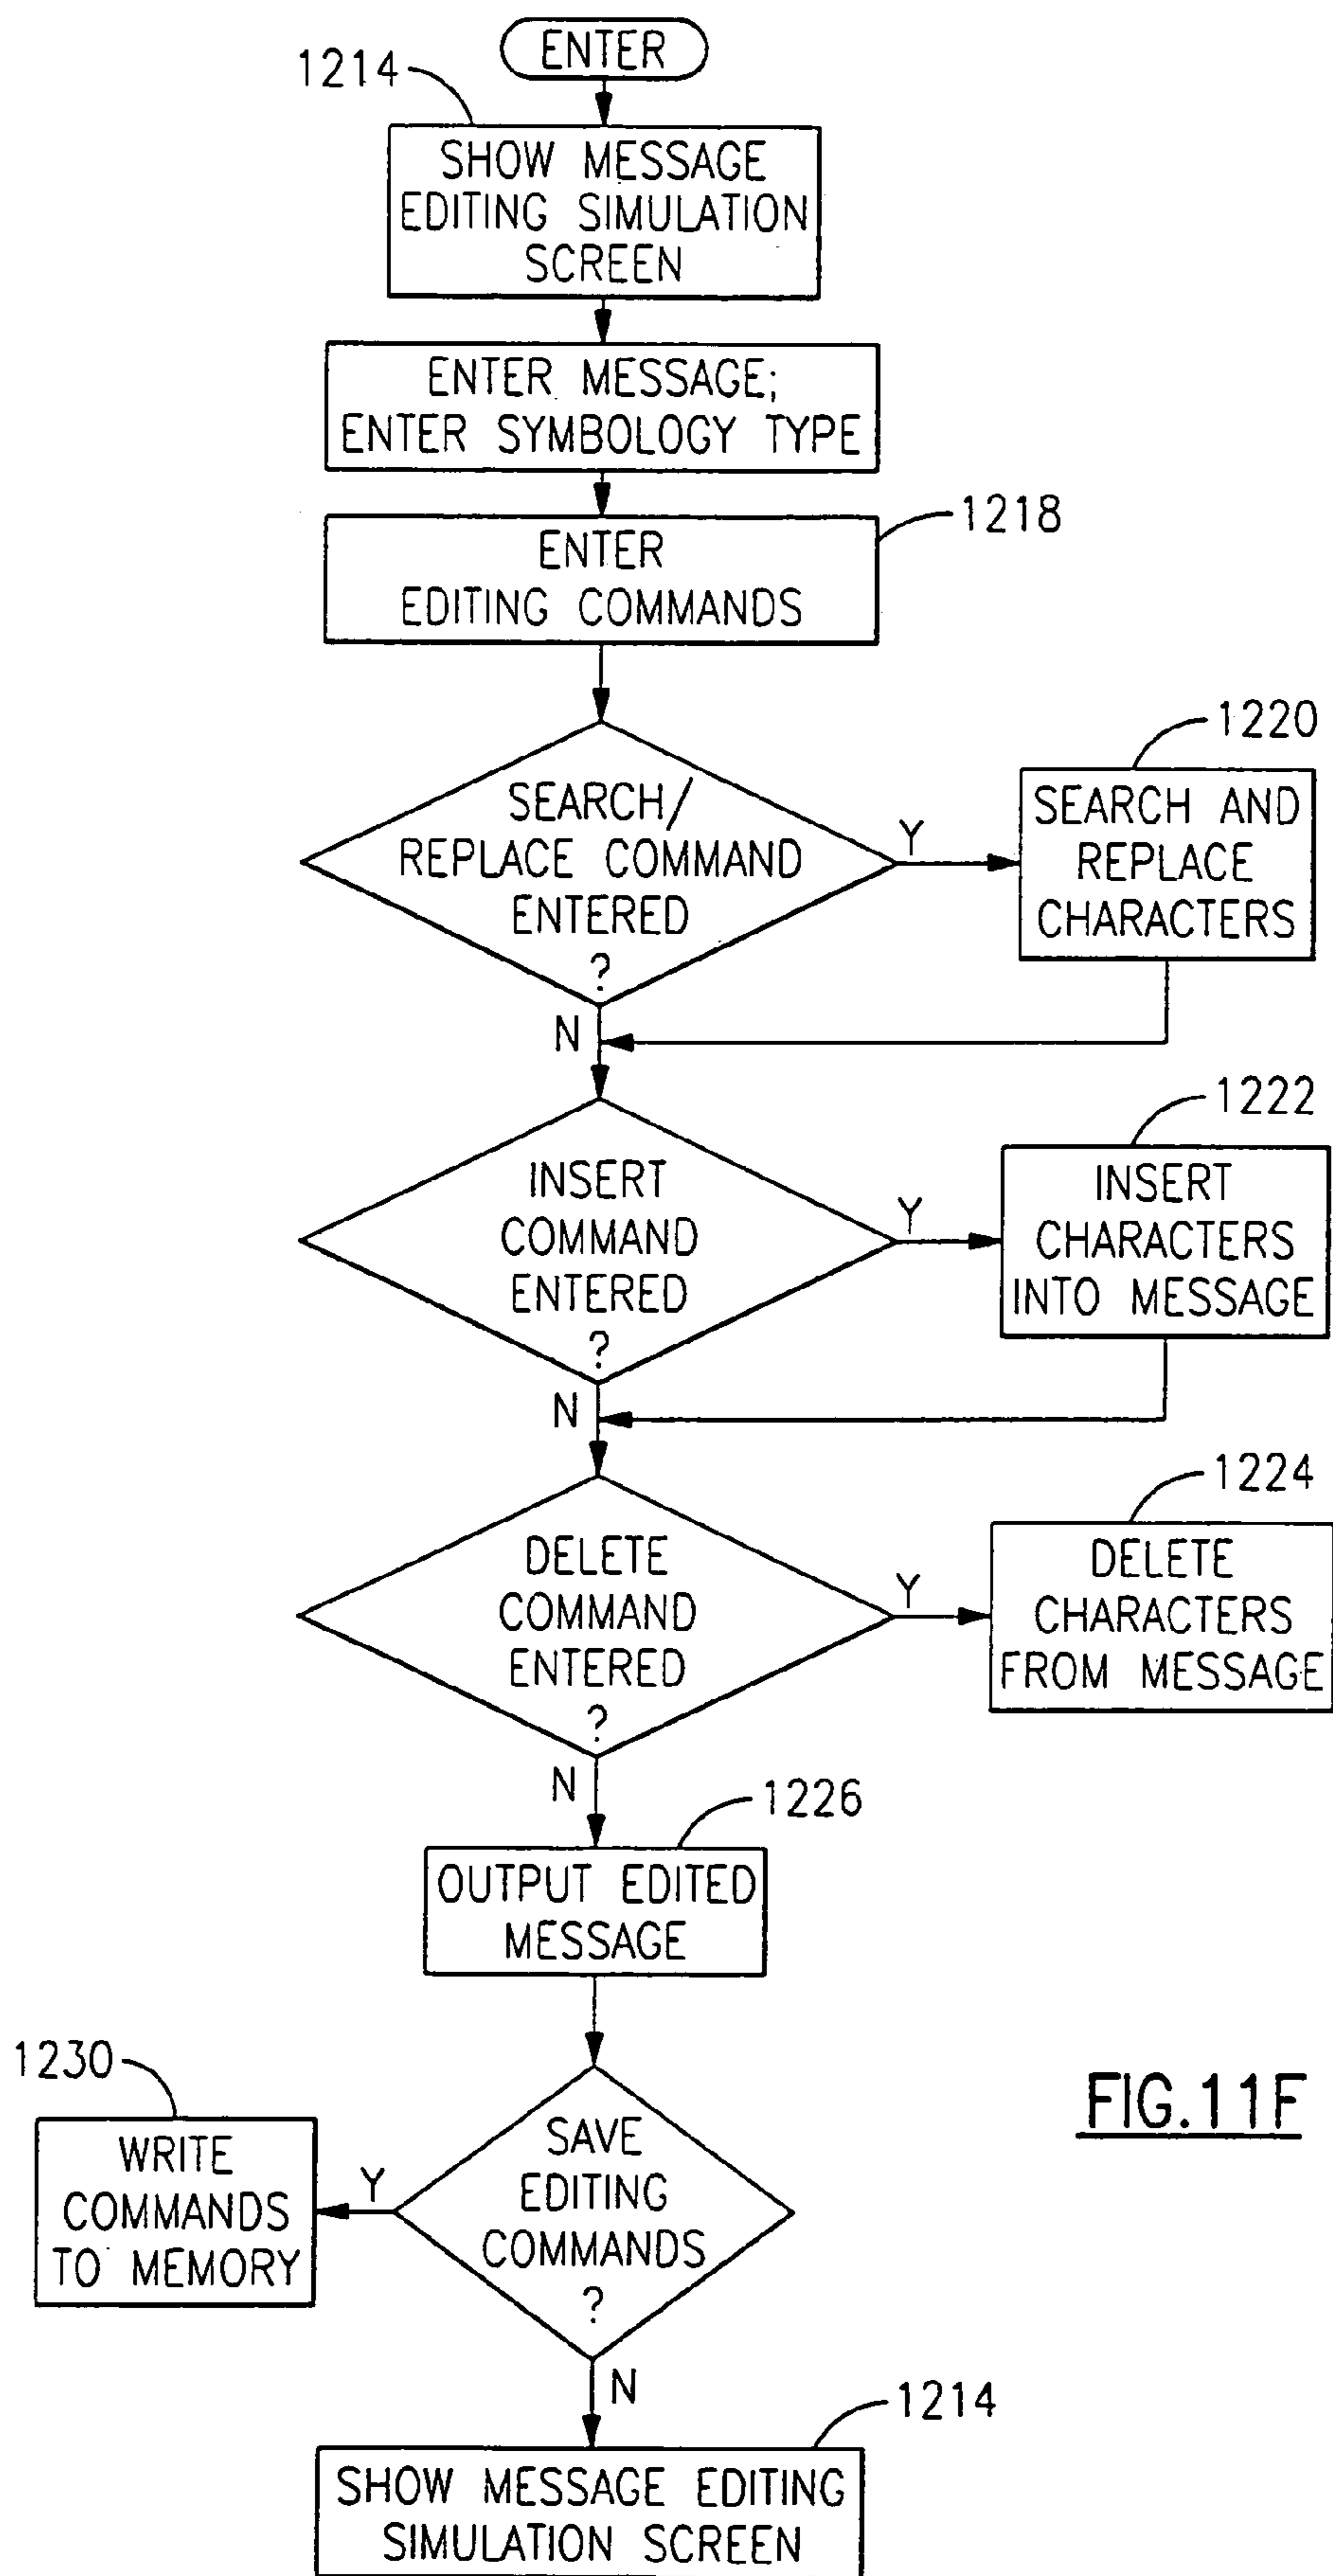 ENTER
1214
SHOW MESSAGE
EDITING SIMULATION
SCREEN
ENTER MESSAGE;
ENTER SYMBOLOGY TYPE
1218
ENTER
EDITING COMMANDS
SEARCH/
REPLACE COMMAND
ENTERED
?
Y
1220
SEARCH AND
REPLACE
CHARACTERS
N
INSERT
COMMAND
ENTERED
?
Y
1222
INSERT
CHARACTERS
INTO MESSAGE
N
DELETE
COMMAND
ENTERED
?
Y
1224
DELETE
CHARACTERS
FROM MESSAGE
N
1226
OUTPUT EDITED
MESSAGE
SAVE
EDITING
COMMANDS
?
Y
1230
WRITE
COMMANDS
TO MEMORY
N
1214
SHOW MESSAGE EDITING
SIMULATION SCREEN
FIG.11F